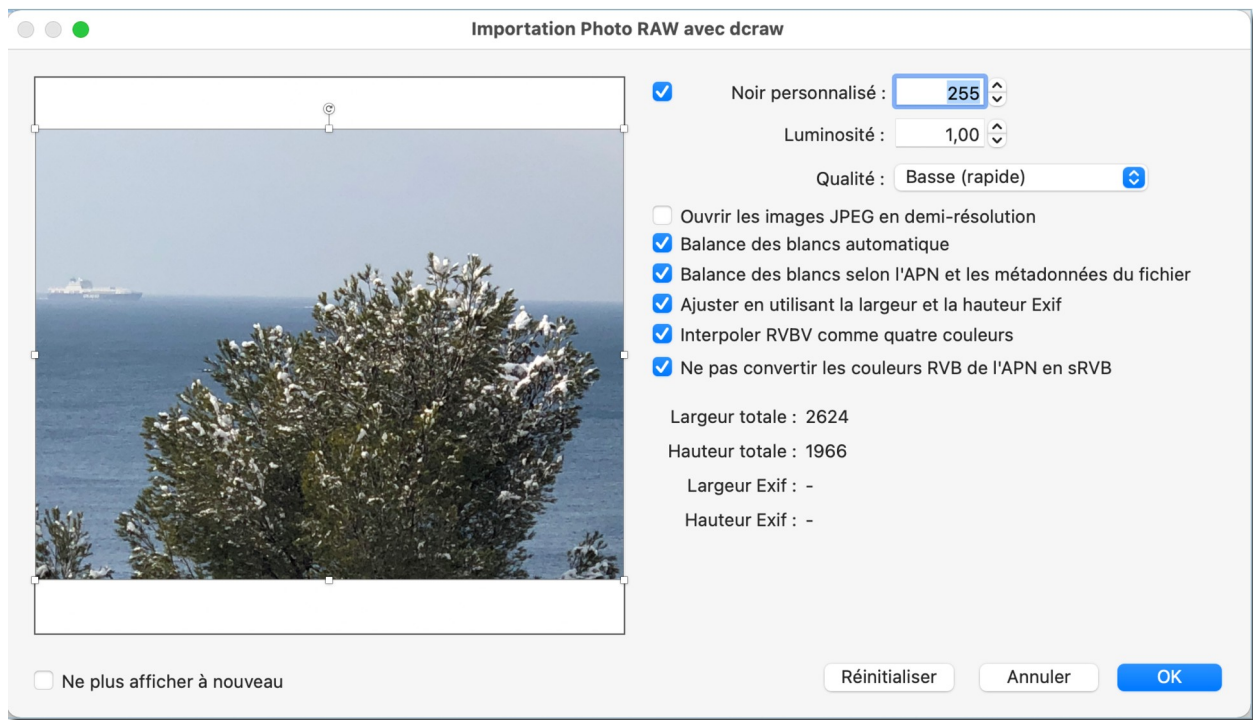 Importation Photo RAW avec dcraw
Noir personnalisé : 255
Luminosité : 1,00
Qualité : Basse (rapide)
Ouvrir les images JPEG en demi-résolution
Balance des blancs automatique
Balance des blancs selon l'APN et les métadonnées du fichier
Ajuster en utilisant la largeur et la hauteur Exif
Interpoler RVBV comme quatre couleurs
Ne pas convertir les couleurs RVB de l'APN en sRVB
Largeur totale : 2624
Hauteur totale : 1966
Largeur Exif : -
Hauteur Exif : -
Ne plus afficher à nouveau
Réinitialiser Annuler OK